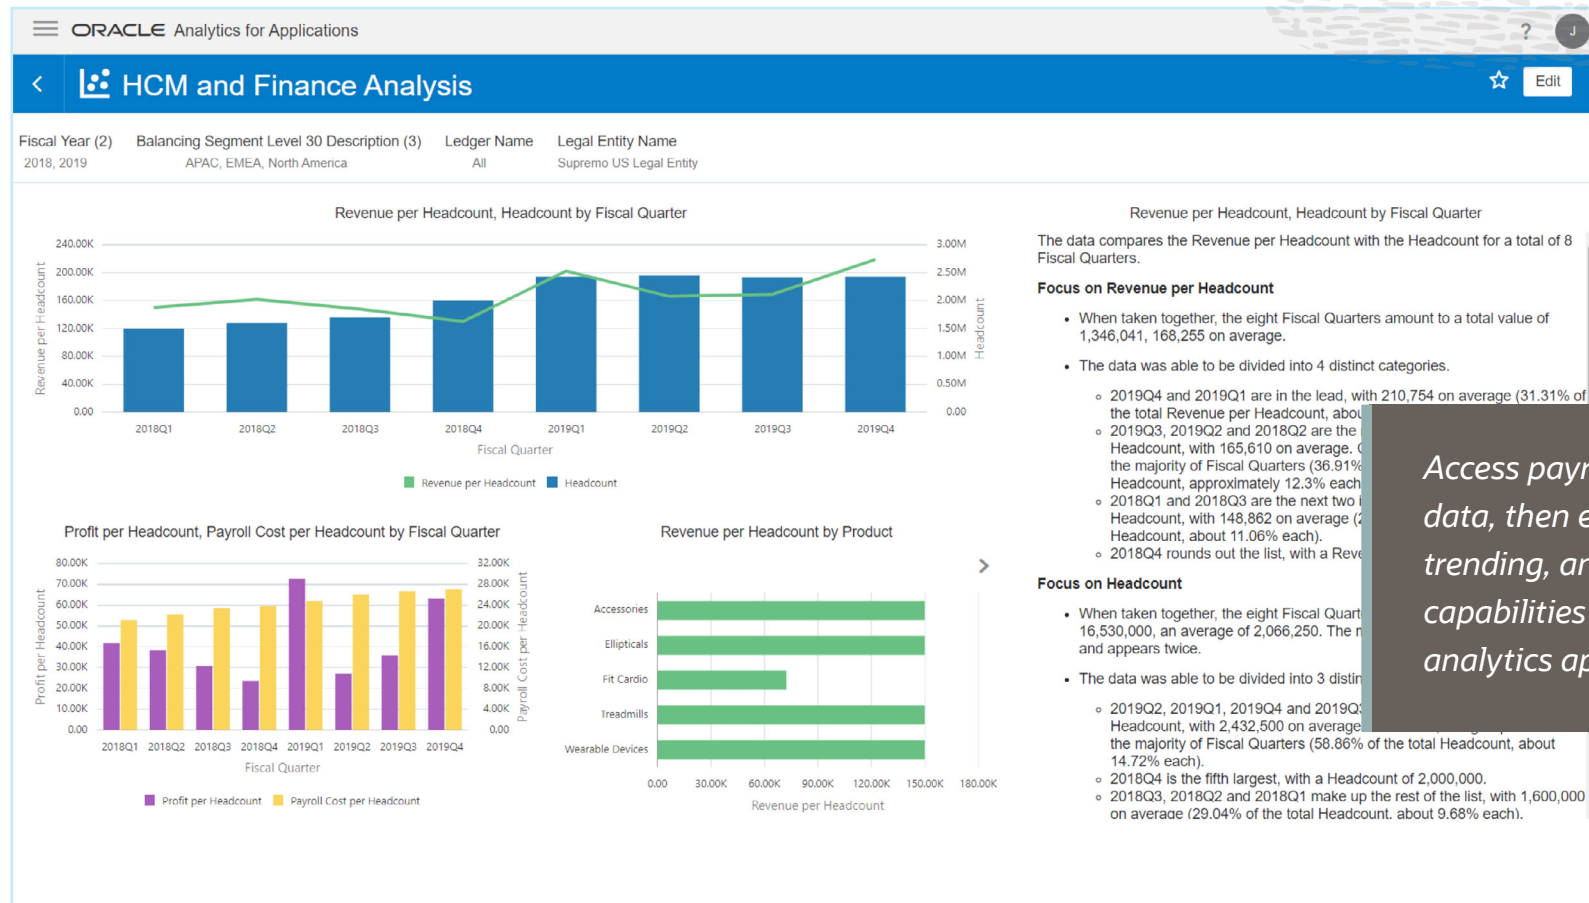 ORACLE Analytics for Applications
?
J
HCM and Finance Analysis
Edit
Fiscal Year (2) Balancing Segment Level 30 Description (3) Ledger Name Legal Entity Name
2018, 2019 APAC, EMEA, North America All Supremo US Legal Entity
Revenue per Headcount, Headcount by Fiscal Quarter
Revenue per Headcount
240.00K
200.00K
160.00K
120.00K
80.00K
40.00K
0.00
3.00M
2.50M
2.00M
1.50M
1.00M
0.50M
0.00
Headcount
2018Q1 2018Q2 2018Q3 2018Q4 2019Q1 2019Q2 2019Q3 2019Q4
Fiscal Quarter
Revenue per Headcount Headcount
Profit per Headcount, Payroll Cost per Headcount by Fiscal Quarter
Profit per Headcount
80.00K
70.00K
60.00K
50.00K
40.00K
30.00K
20.00K
10.00K
0.00
32.00K
28.00K
24.00K
20.00K
16.00K
12.00K
8.00K
4.00K
0.00
Payroll Cost per Headcount
2018Q1 2018Q2 2018Q3 2018Q4 2019Q1 2019Q2 2019Q3 2019Q4
Fiscal Quarter
Profit per Headcount Payroll Cost per Headcount
Revenue per Headcount by Product
Accessories
Ellipticals
Fit Cardio
Treadmills
Wearable Devices
0.00 30.00K 60.00K 90.00K 120.00K 150.00K 180.00K
Revenue per Headcount
Revenue per Headcount, Headcount by Fiscal Quarter
The data compares the Revenue per Headcount with the Headcount for a total of 8
Fiscal Quarters.
Focus on Revenue per Headcount
• When taken together, the eight Fiscal Quarters amount to a total value of
1,346,041, 168,255 on average.
• The data was able to be divided into 4 distinct categories.
◦ 2019Q4 and 2019Q1 are in the lead, with 210,754 on average (31.31% of
the total Revenue per Headcount,
◦ 2019Q3, 2019Q2 and 2018Q2 are the
Headcount, with 165,610 on average.
the majority of Fiscal Quarters (36.91%
Headcount, approximately 12.3% each
◦ 2018Q1 and 2018Q3 are the next two
Headcount, with 148,862 on average
Headcount, about 11.06% each).
◦ 2018Q4 rounds out the list, with a
Focus on Headcount
• When taken together, the eight Fiscal
16,530,000, an average of 2,066,250. The
and appears twice.
• The data was able to be divided into 3
◦ 2019Q2, 2019Q1, 2019Q4 and
Headcount, with 2,432,500 on average
the majority of Fiscal Quarters (58.86% of the total Headcount, about
14.72% each).
◦ 2018Q4 is the fifth largest, with a Headcount of 2,000,000.
◦ 2018Q3, 2018Q2 and 2018Q1 make up the rest of the list, with 1,600,000
on average (29.04% of the total Headcount, about 9.68% each).
Access
data, then
trending,
capabilities
analytics